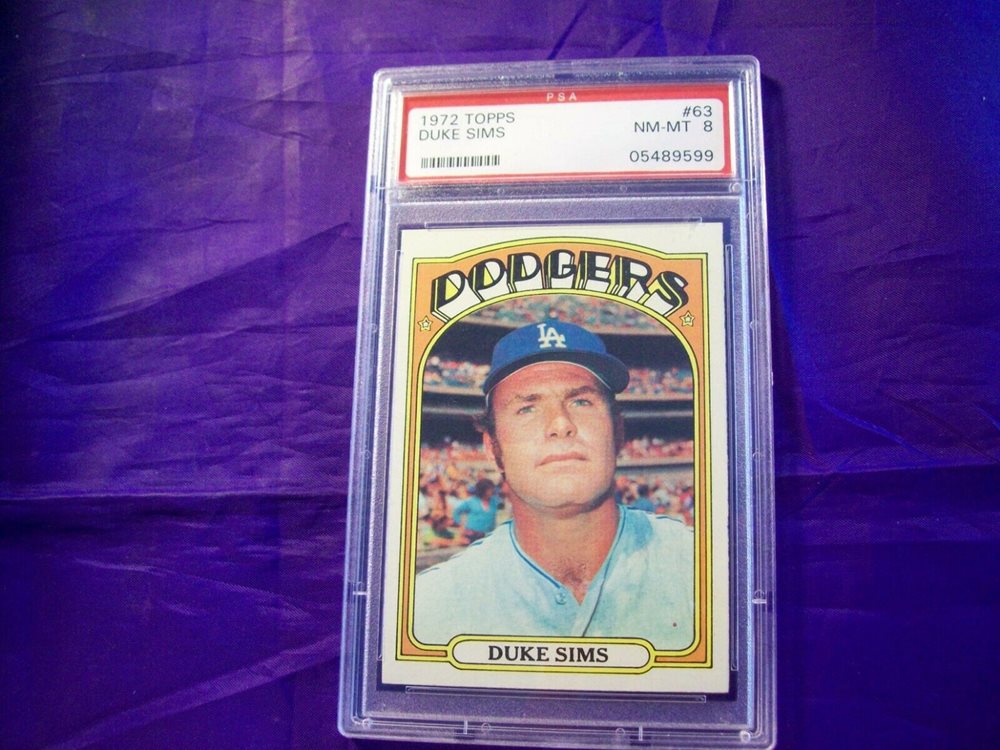 PSA
1972 TOPPS #63
DUKE SIMS NM-MT 8
05489599
DODGERS
LA
DUKE SIMS